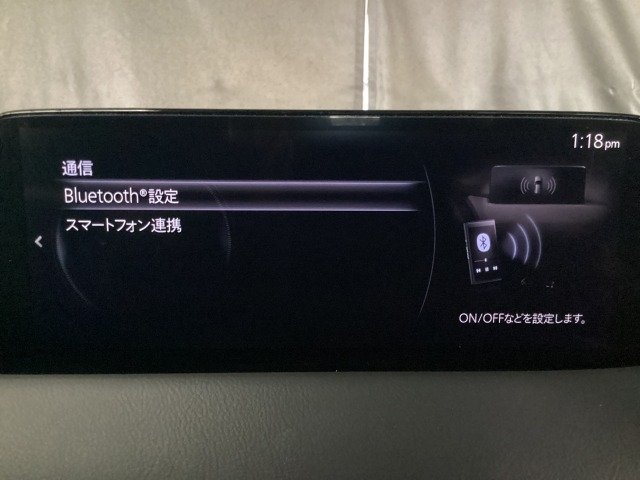 1:18pm
通信
Bluetooth®設定
スマートフォン連携
ON/OFFなどを設定します。